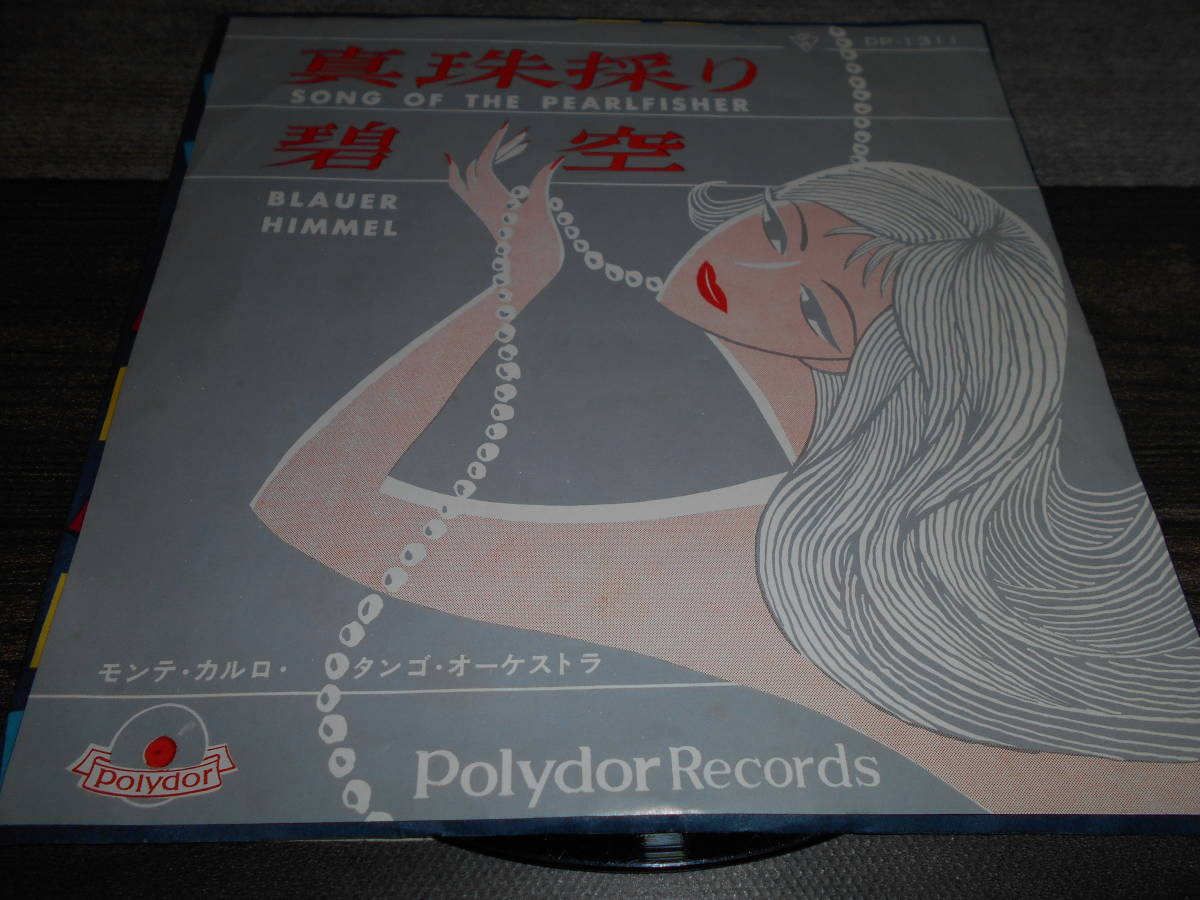 真珠採り
DP-1311
SONG OF THE PEARLFISHER
碧空
BLAUER
HIMMEL
モンテ・カルロ・タンゴ・オーケストラ
Polydor
Polydor Records